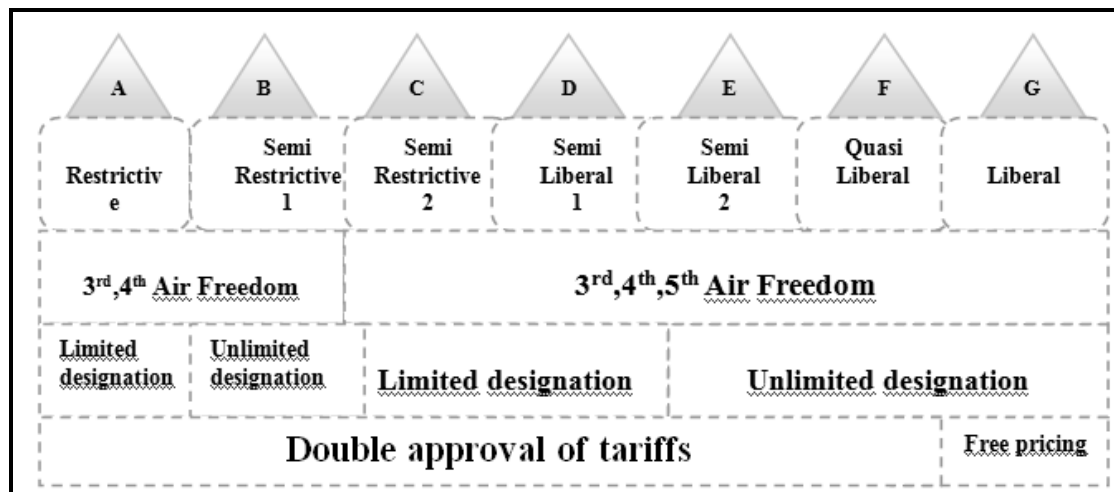 A B C D E F G
Restrictiv
e
Semi
Restrictive
1
Semi
Restrictive
2
Semi
Liberal
1
Semi
Liberal
2
Quasi
Liberal
Liberal
3rd,4th Air Freedom
3rd,4th,5th Air Freedom
Limited
designation
Unlimited
designation
Limited designation
Unlimited designation
Double approval of tariffs
Free pricing